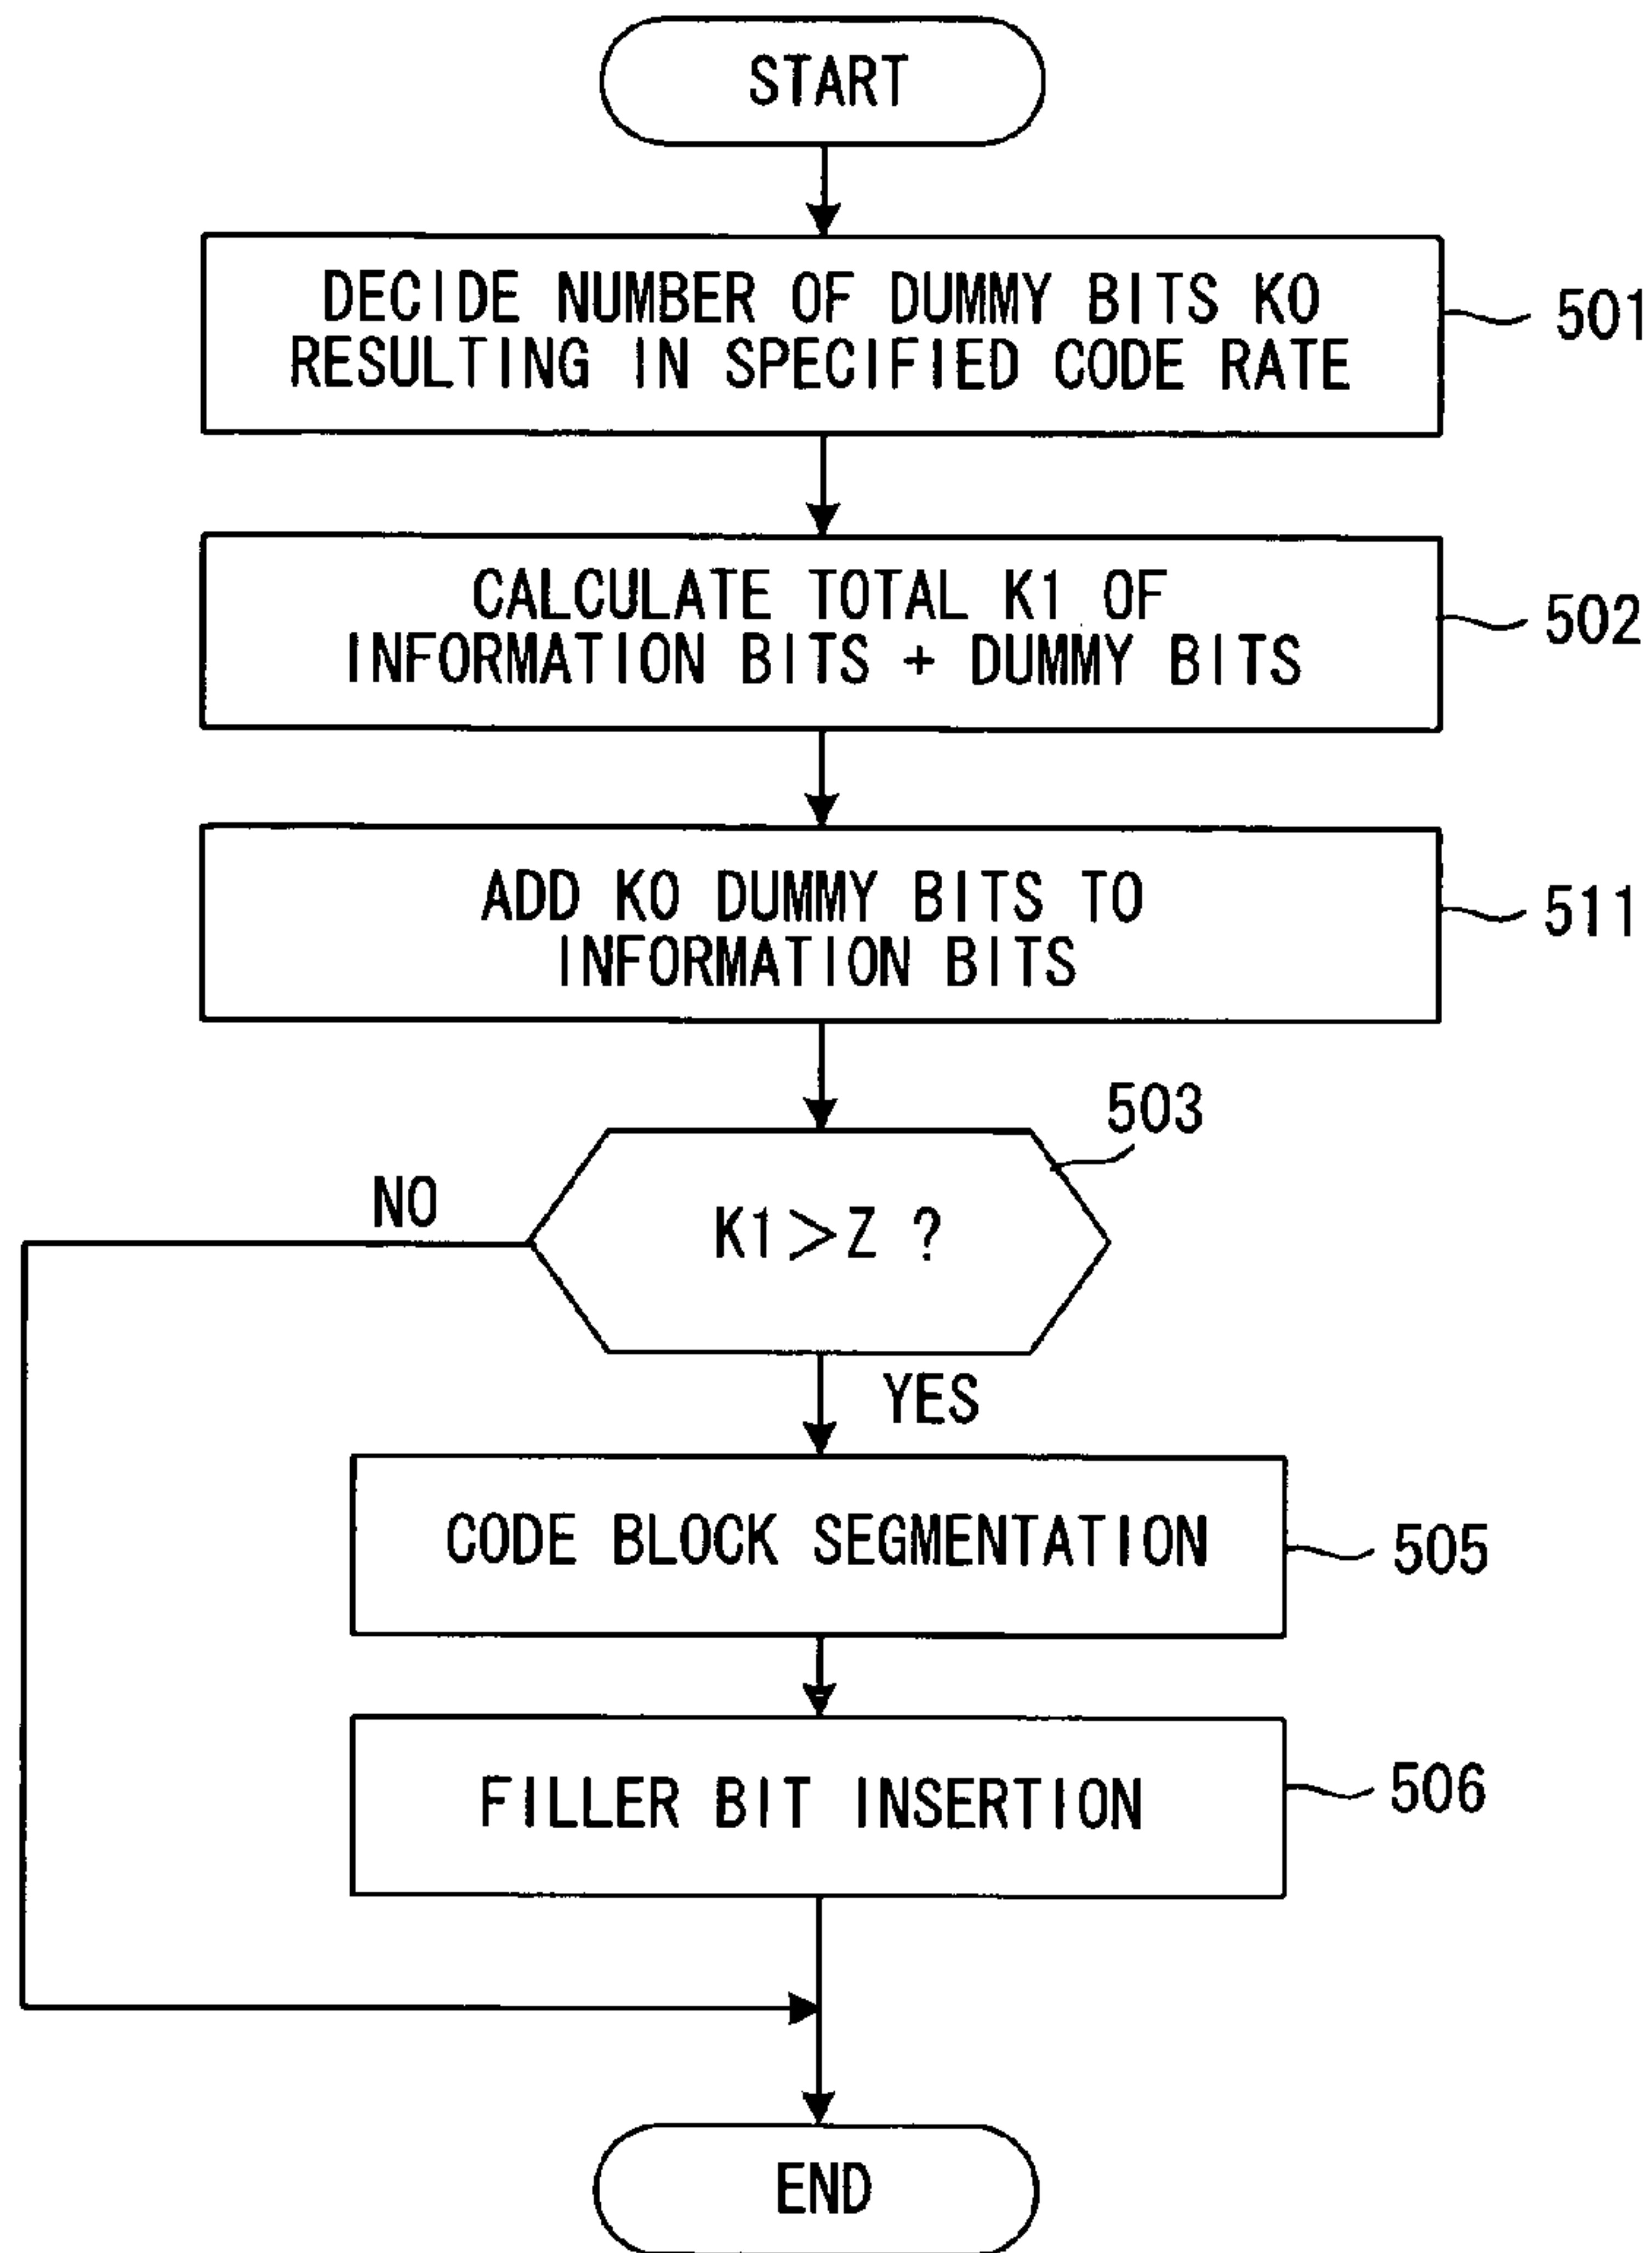 START
DECIDE NUMBER OF DUMMY BITS K0
RESULTING IN SPECIFIED CODE RATE
501
CALCULATE TOTAL K1 OF
INFORMATION BITS + DUMMY BITS
502
ADD K0 DUMMY BITS TO
INFORMATION BITS
511
503
NO
K1>Z ?
YES
CODE BLOCK SEGMENTATION
505
FILLER BIT INSERTION
506
END